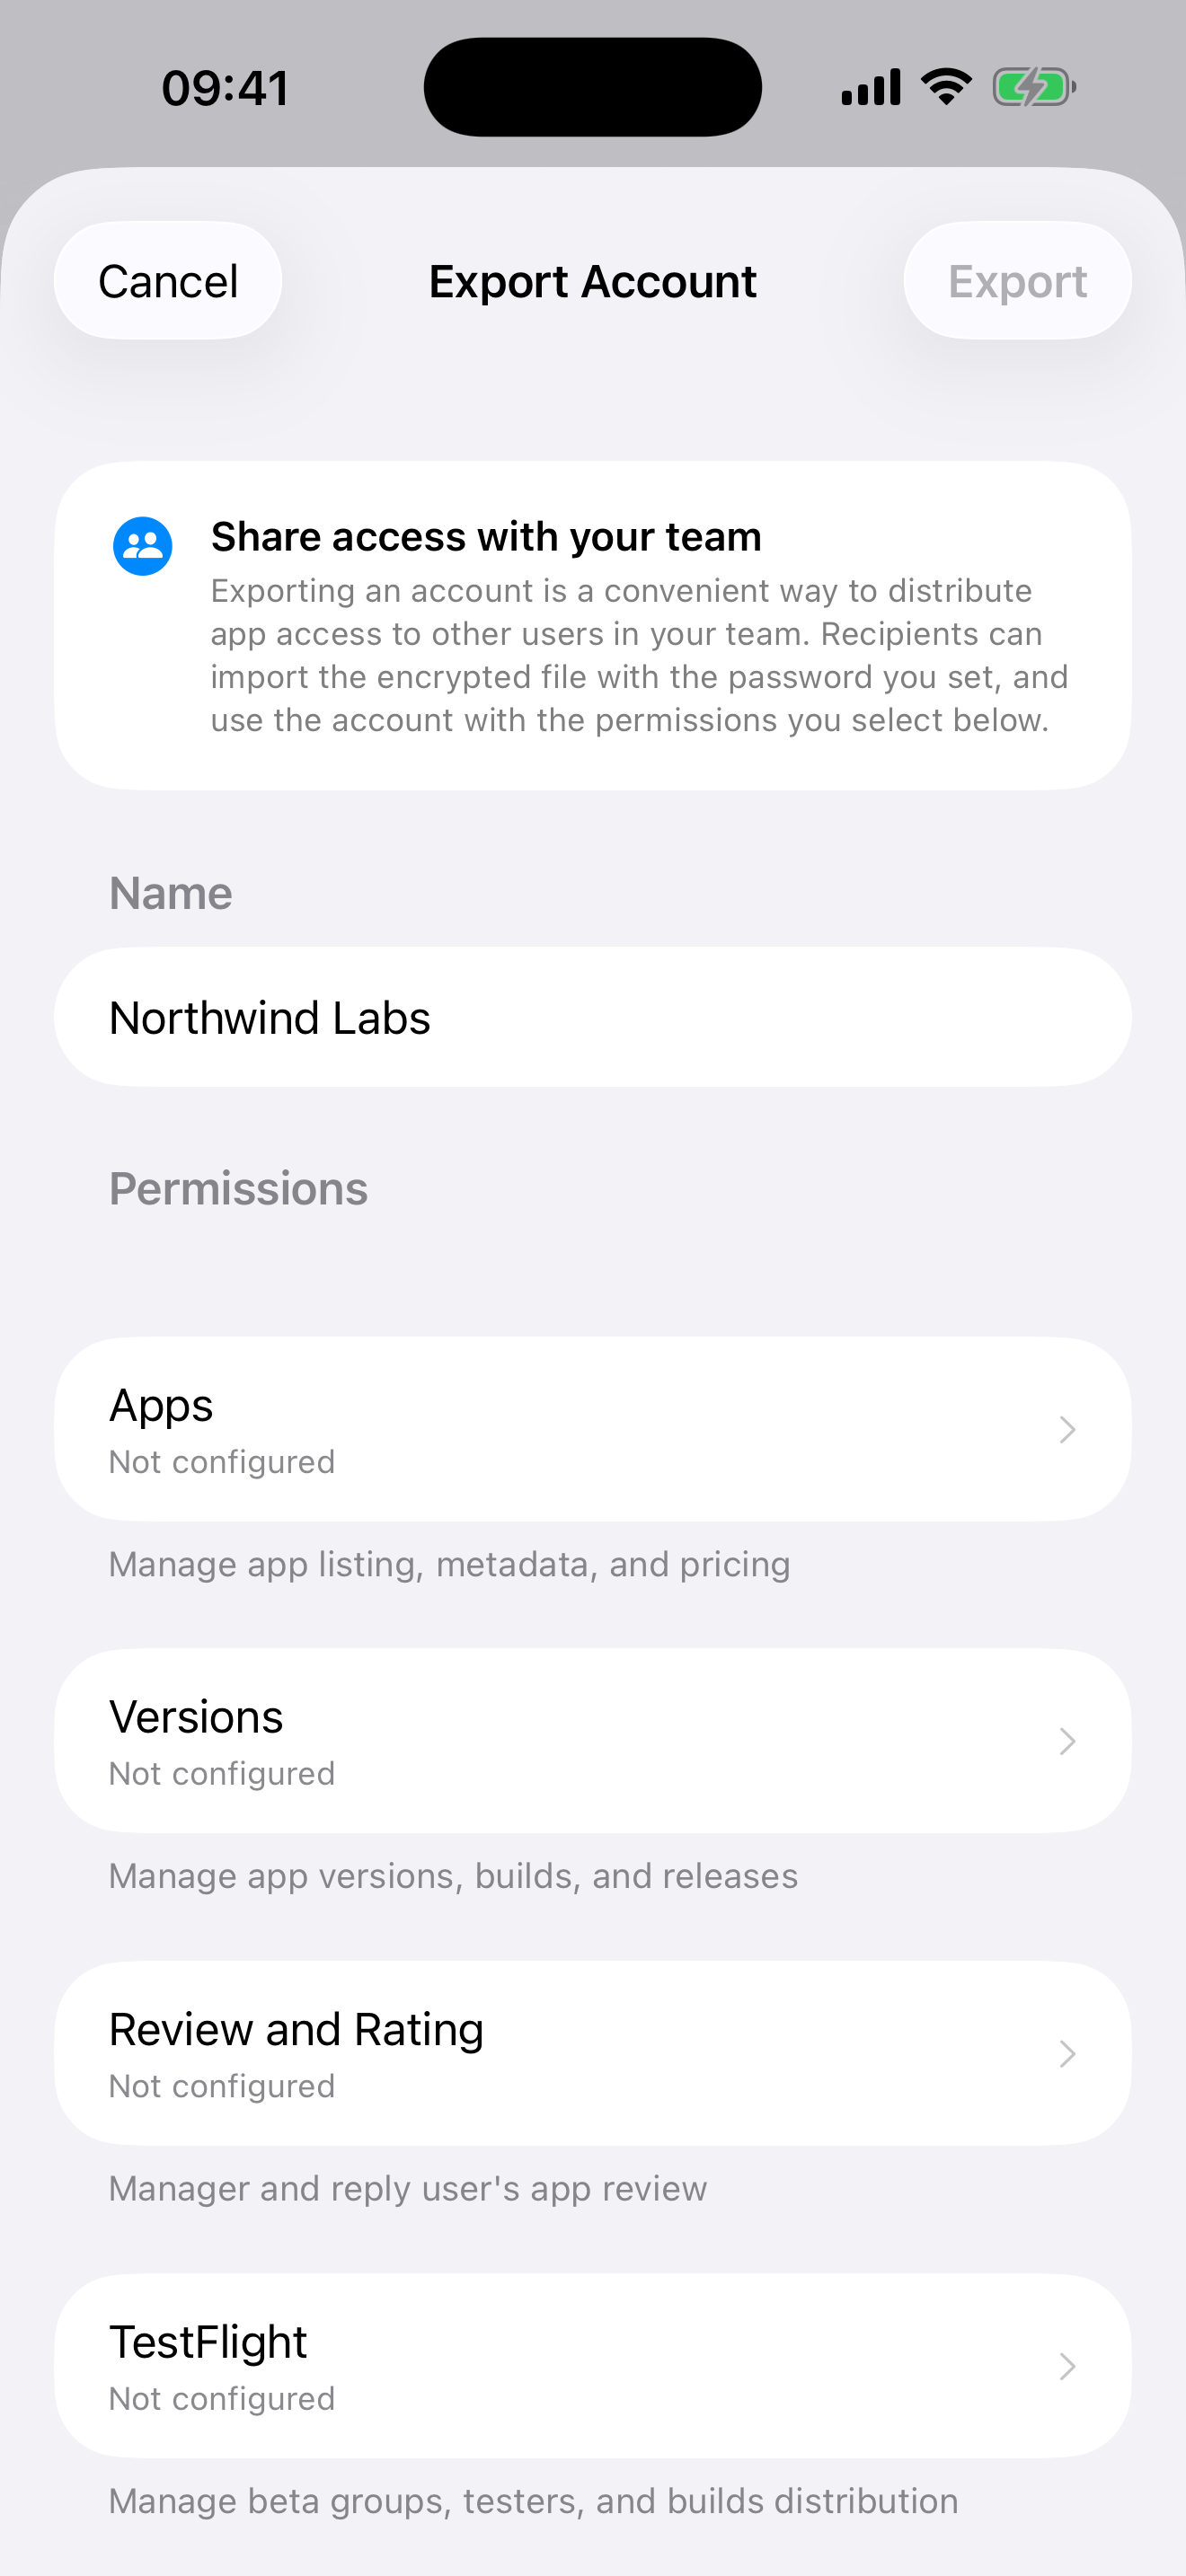 09:41
Cancel
Export Account
Export
Share access with your team
Exporting an account is a convenient way to distribute
app access to other users in your team. Recipients can
import the encrypted file with the password you set, and
use the account with the permissions you select below.
Name
Northwind Labs
Permissions
Apps
Not configured
Manage app listing, metadata, and pricing
Versions
Not configured
Manage app versions, builds, and releases
Review and Rating
Not configured
Manager and reply user's app review
TestFlight
Not configured
Manage beta groups, testers, and builds distribution